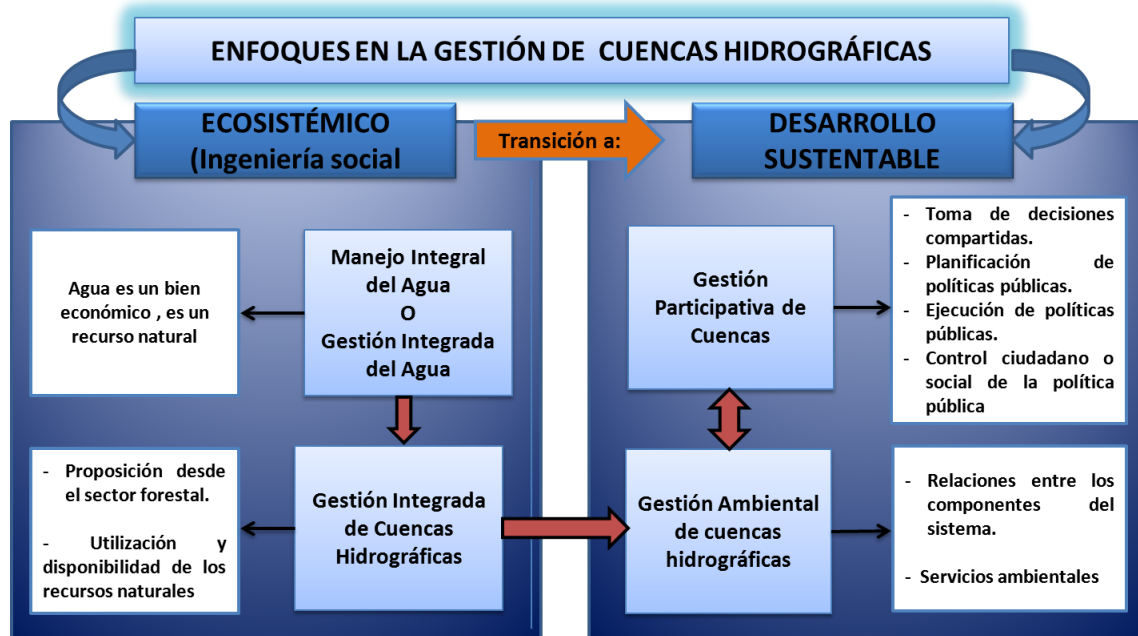 ENFOQUES EN LA GESTIÓN DE CUENCAS HIDROGRÁFICAS
ECOSISTÉMICO
(Ingeniería social
Transición a:
DESARROLLO
SUSTENTABLE
Agua es un bien
económico , es un
recurso natural
Manejo Integral
del Agua
O
Gestión Integrada
del Agua
- Proposición desde
el sector forestal.
- Utilización y
disponibilidad de los
recursos naturales
Gestión Integrada
de Cuencas
Hidrográficas
Gestión
Participativa de
Cuencas
- Toma de decisiones
compartidas.
- Planificación de
políticas públicas.
- Ejecución de políticas
públicas.
- Control ciudadano o
social de la política
pública
Gestión Ambiental
de cuencas
hidrográficas
- Relaciones entre los
componentes del
sistema.
- Servicios ambientales